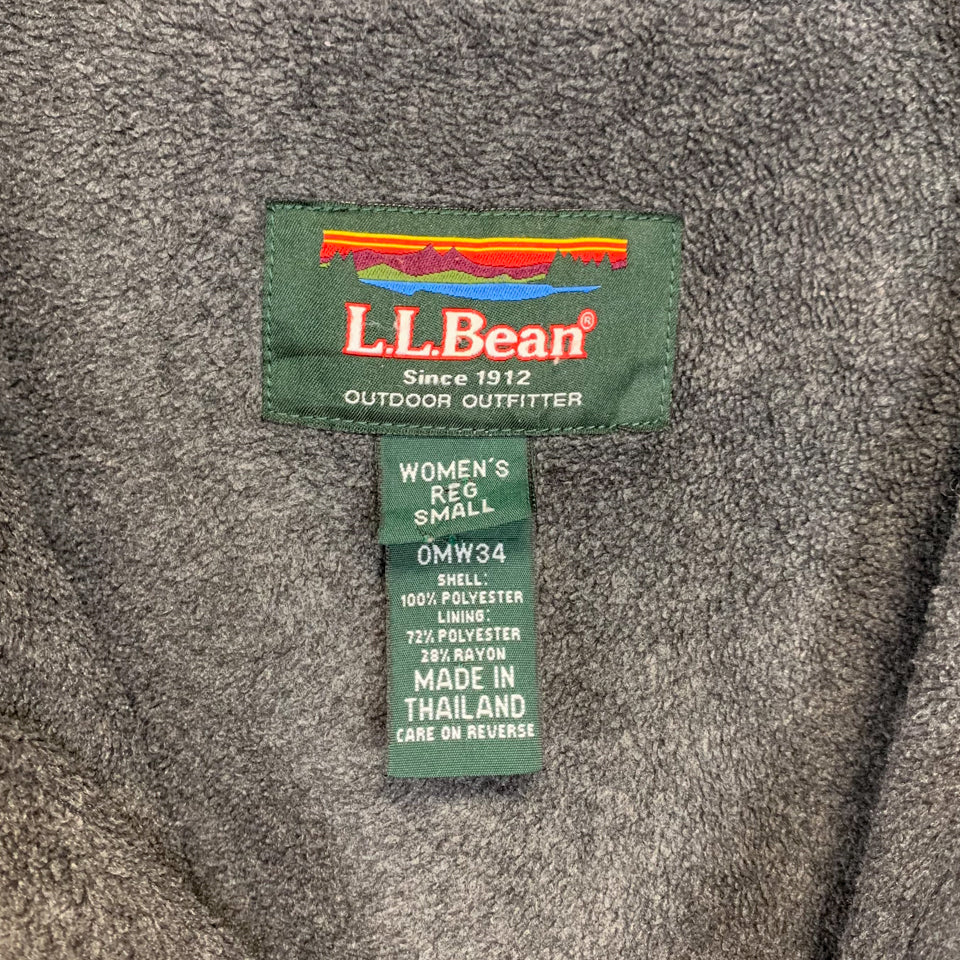 L.L.Bean®
Since 1912
OUTDOOR OUTFITTER
WOMEN'S
REG
SMALL
0MW34
SHELL:
100% POLYESTER
LINING:
72% POLYESTER
28% RAYON
MADE IN
THAILAND
CARE ON REVERSE